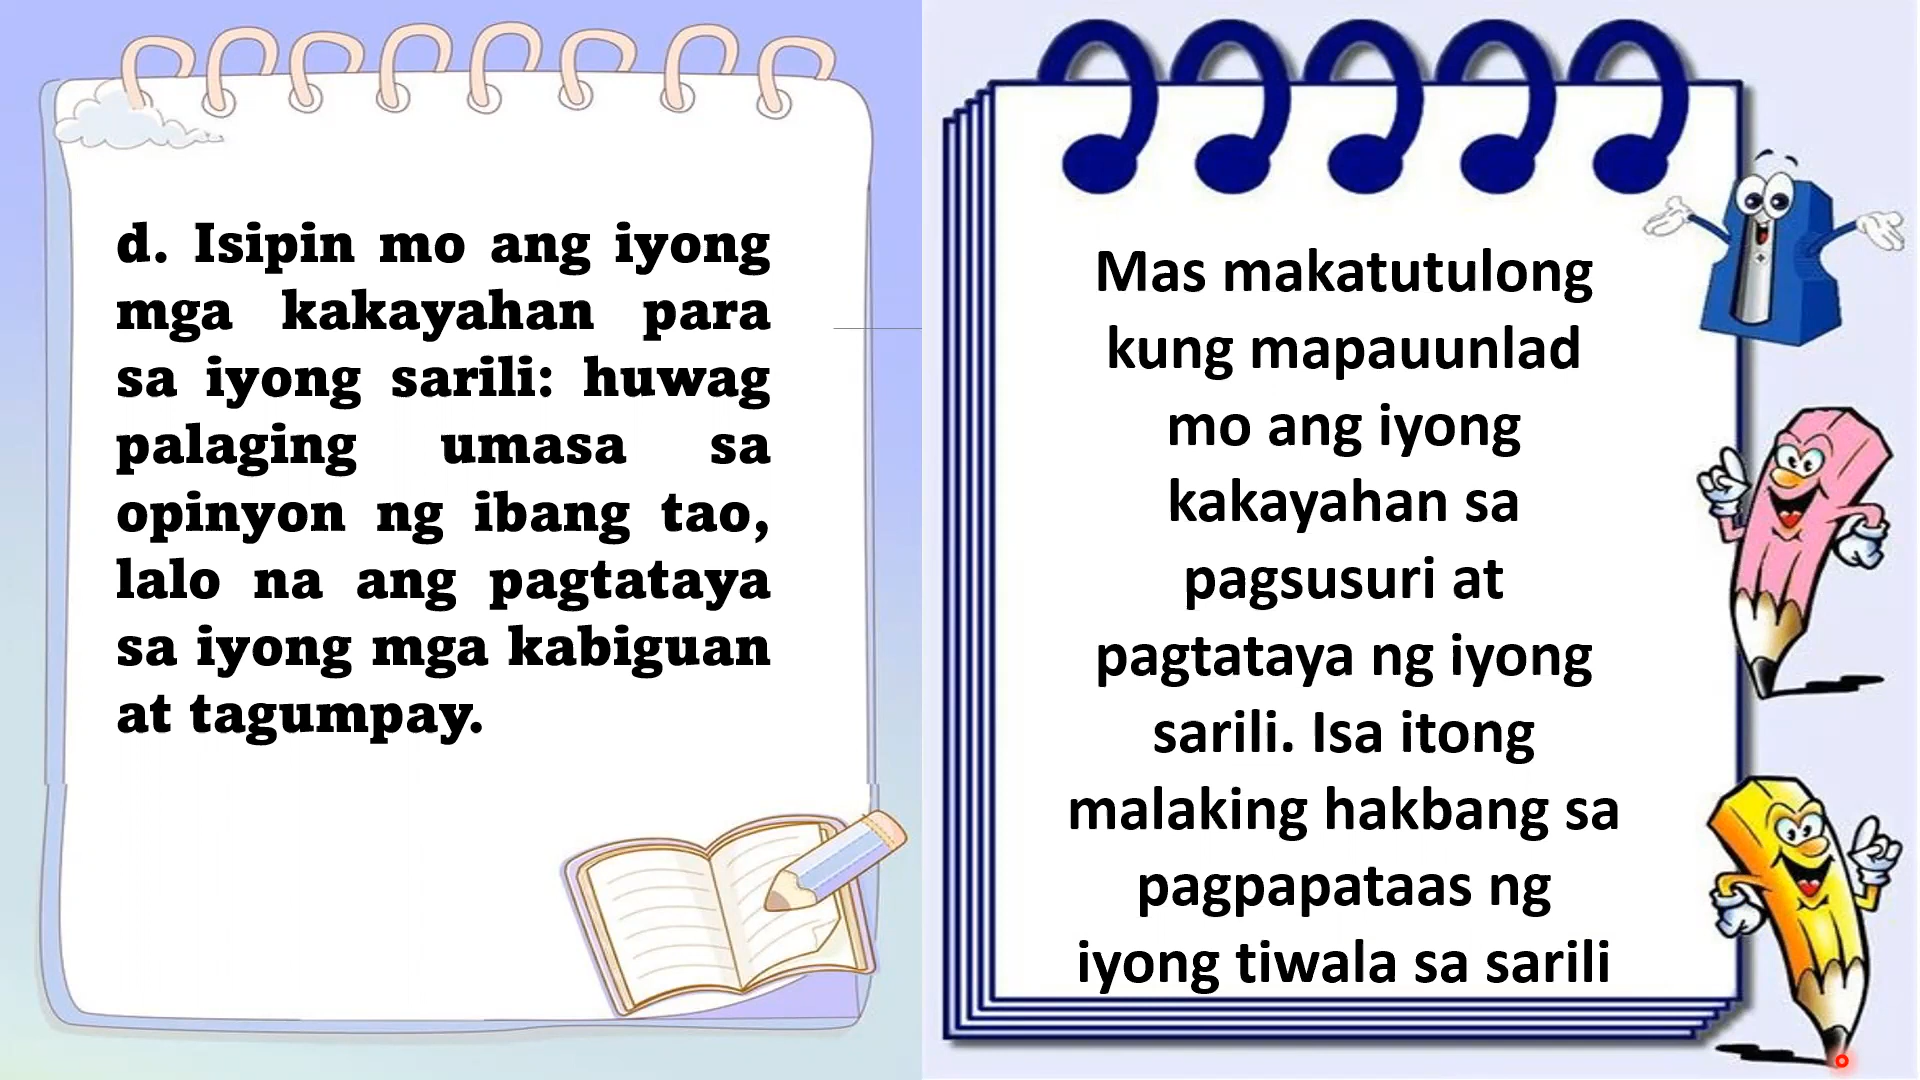 d. Isipin mo ang iyong
mga kakayahan para
sa iyong sarili: huwag
palaging umasa sa
opinyon ng ibang tao,
lalo na ang pagtataya
sa iyong mga kabiguan
at tagumpay.
Mas makatutulong
kung mapauunlad
mo ang iyong
kakayahan sa
pagsusuri at
pagtataya ng iyong
sarili. Isa itong
malaking hakbang sa
pagpapataas ng
iyong tiwala sa sarili